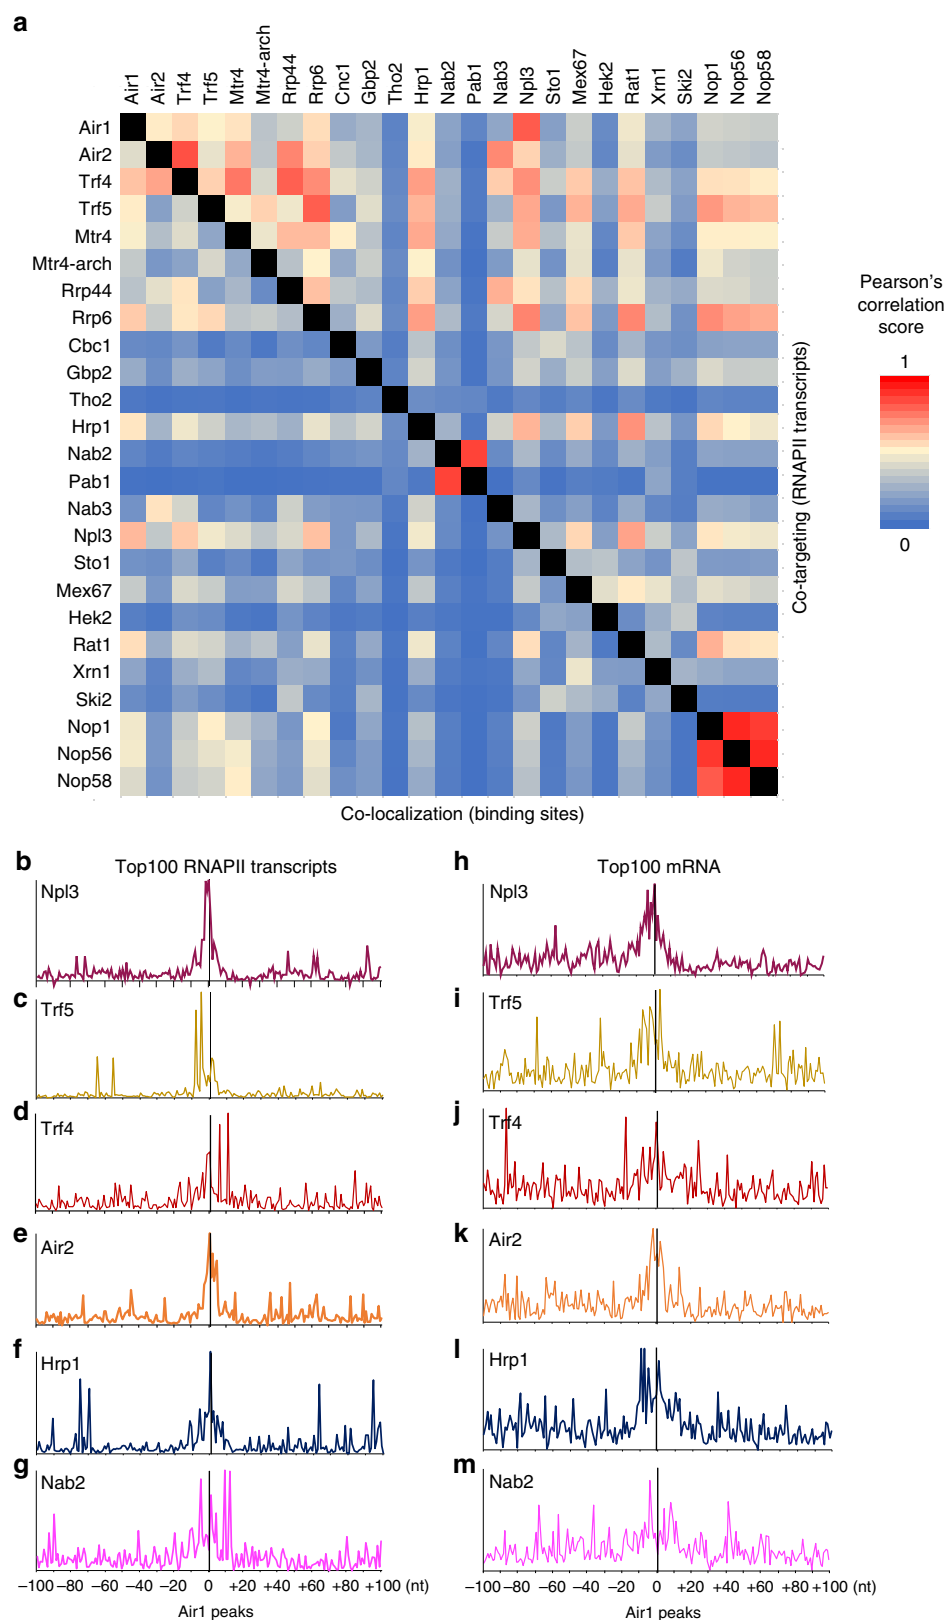 a
Air1 Air2 Trf4 Trf5 Mtr4 Mtr4-arch Rrp44 Rrp6 Cnc1 Gbp2 Tho2 Hrp1 Nab2 Pab1 Nab3 Npl3 Sto1 Mex67 Hek2 Rat1 Xrn1 Ski2 Nop1 Nop56 Nop58
Air1
Air2
Trf4
Trf5
Mtr4
Mtr4-arch
Rrp44
Rrp6
Cbc1
Gbp2
Tho2
Hrp1
Nab2
Pab1
Nab3
Npl3
Sto1
Mex67
Hek2
Rat1
Xrn1
Ski2
Nop1
Nop56
Nop58
Co-localization (binding sites)
Co-targeting (RNAPII transcripts)
Pearson's
correlation
score
1
0
b
Top100 RNAPII transcripts
Npl3
c
Trf5
d
Trf4
e
Air2
f
Hrp1
g
Nab2
−100 −80 −60 −40 −20 0 +20 +40 +60 +80 +100 (nt)
Air1 peaks
h
Top100 mRNA
Npl3
i
Trf5
j
Trf4
k
Air2
l
Hrp1
m
Nab2
−100 −80 −60 −40 −20 0 +20 +40 +60 +80 +100 (nt)
Air1 peaks